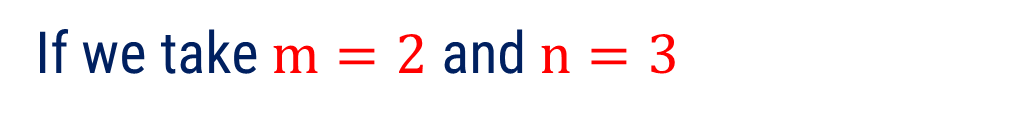 If we take m = 2 and n = 3